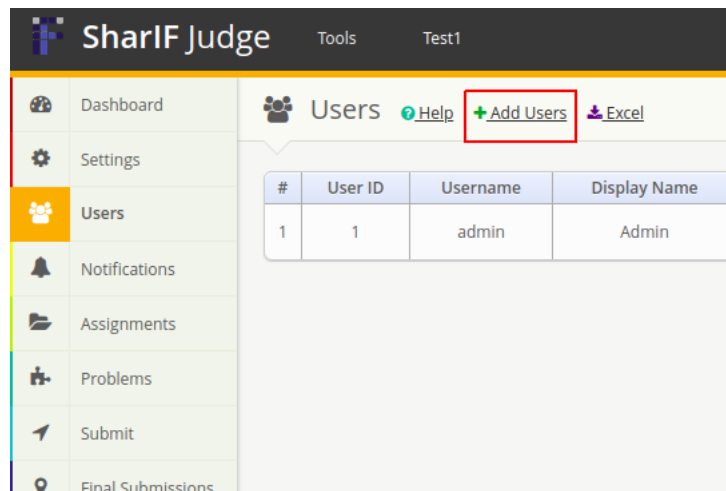 SharIF Judge Tools Test1
Dashboard
Settings
Users
Notifications
Assignments
Problems
Submit
Final Submissions
Users Help Add Users Excel
# User ID Username Display Name
1 1 admin Admin